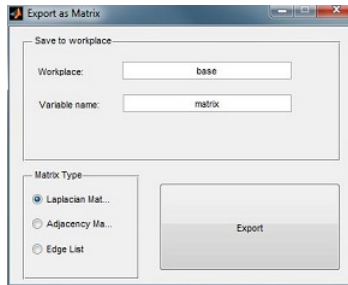 Export as Matrix
Save to workplace
Workplace: base
Variable name: matrix
Matrix Type
Laplacian Mat...
Adjacency Ma...
Edge List
Export